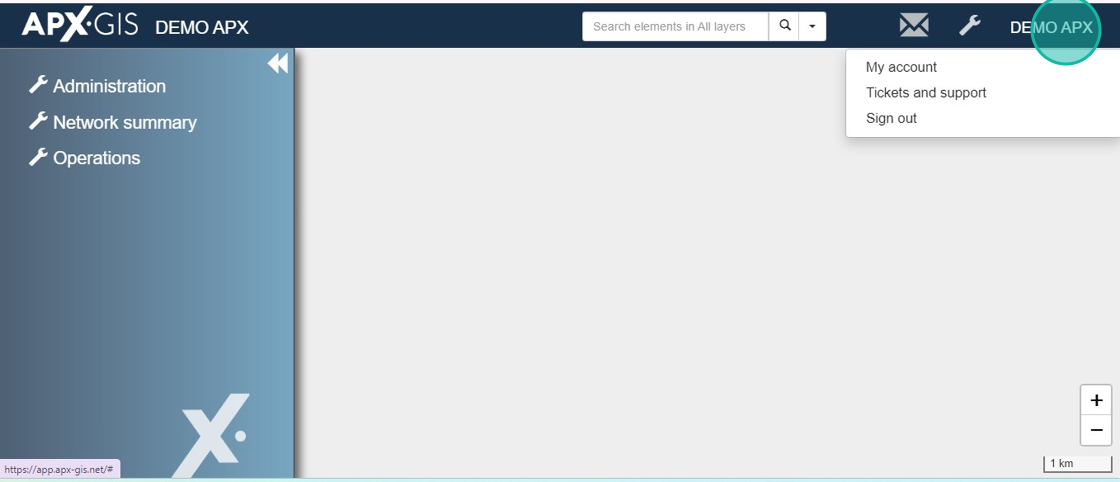 APX·GIS DEMO APX
Search elements in All layers
DEMO APX
My account
Tickets and support
Sign out
Administration
Network summary
Operations
X·
+
−
1 km
https://app.apx-gis.net/#